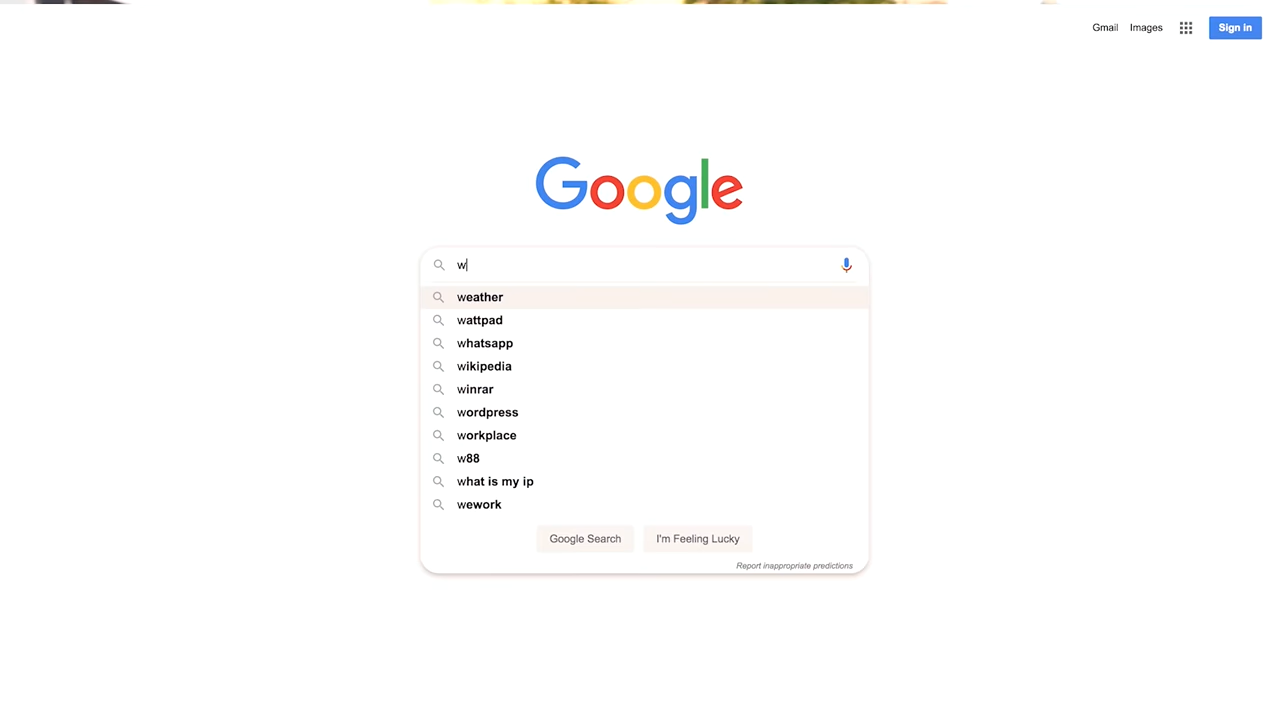 Gmail Images Sign in
Google
w
weather
wattpad
whatsapp
wikipedia
winrar
wordpress
workplace
w88
what is my ip
wework
Google Search I'm Feeling Lucky
Report inappropriate predictions